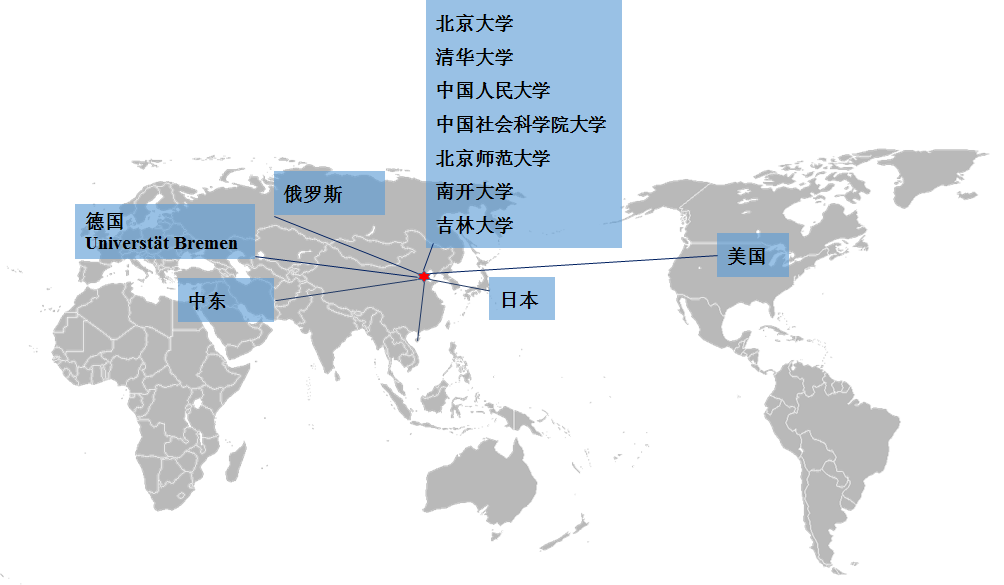 北京大学
清华大学
中国人民大学
中国社会科学院大学
北京师范大学
南开大学
吉林大学
俄罗斯
德国
Universtät Bremen
美国
中东
日本